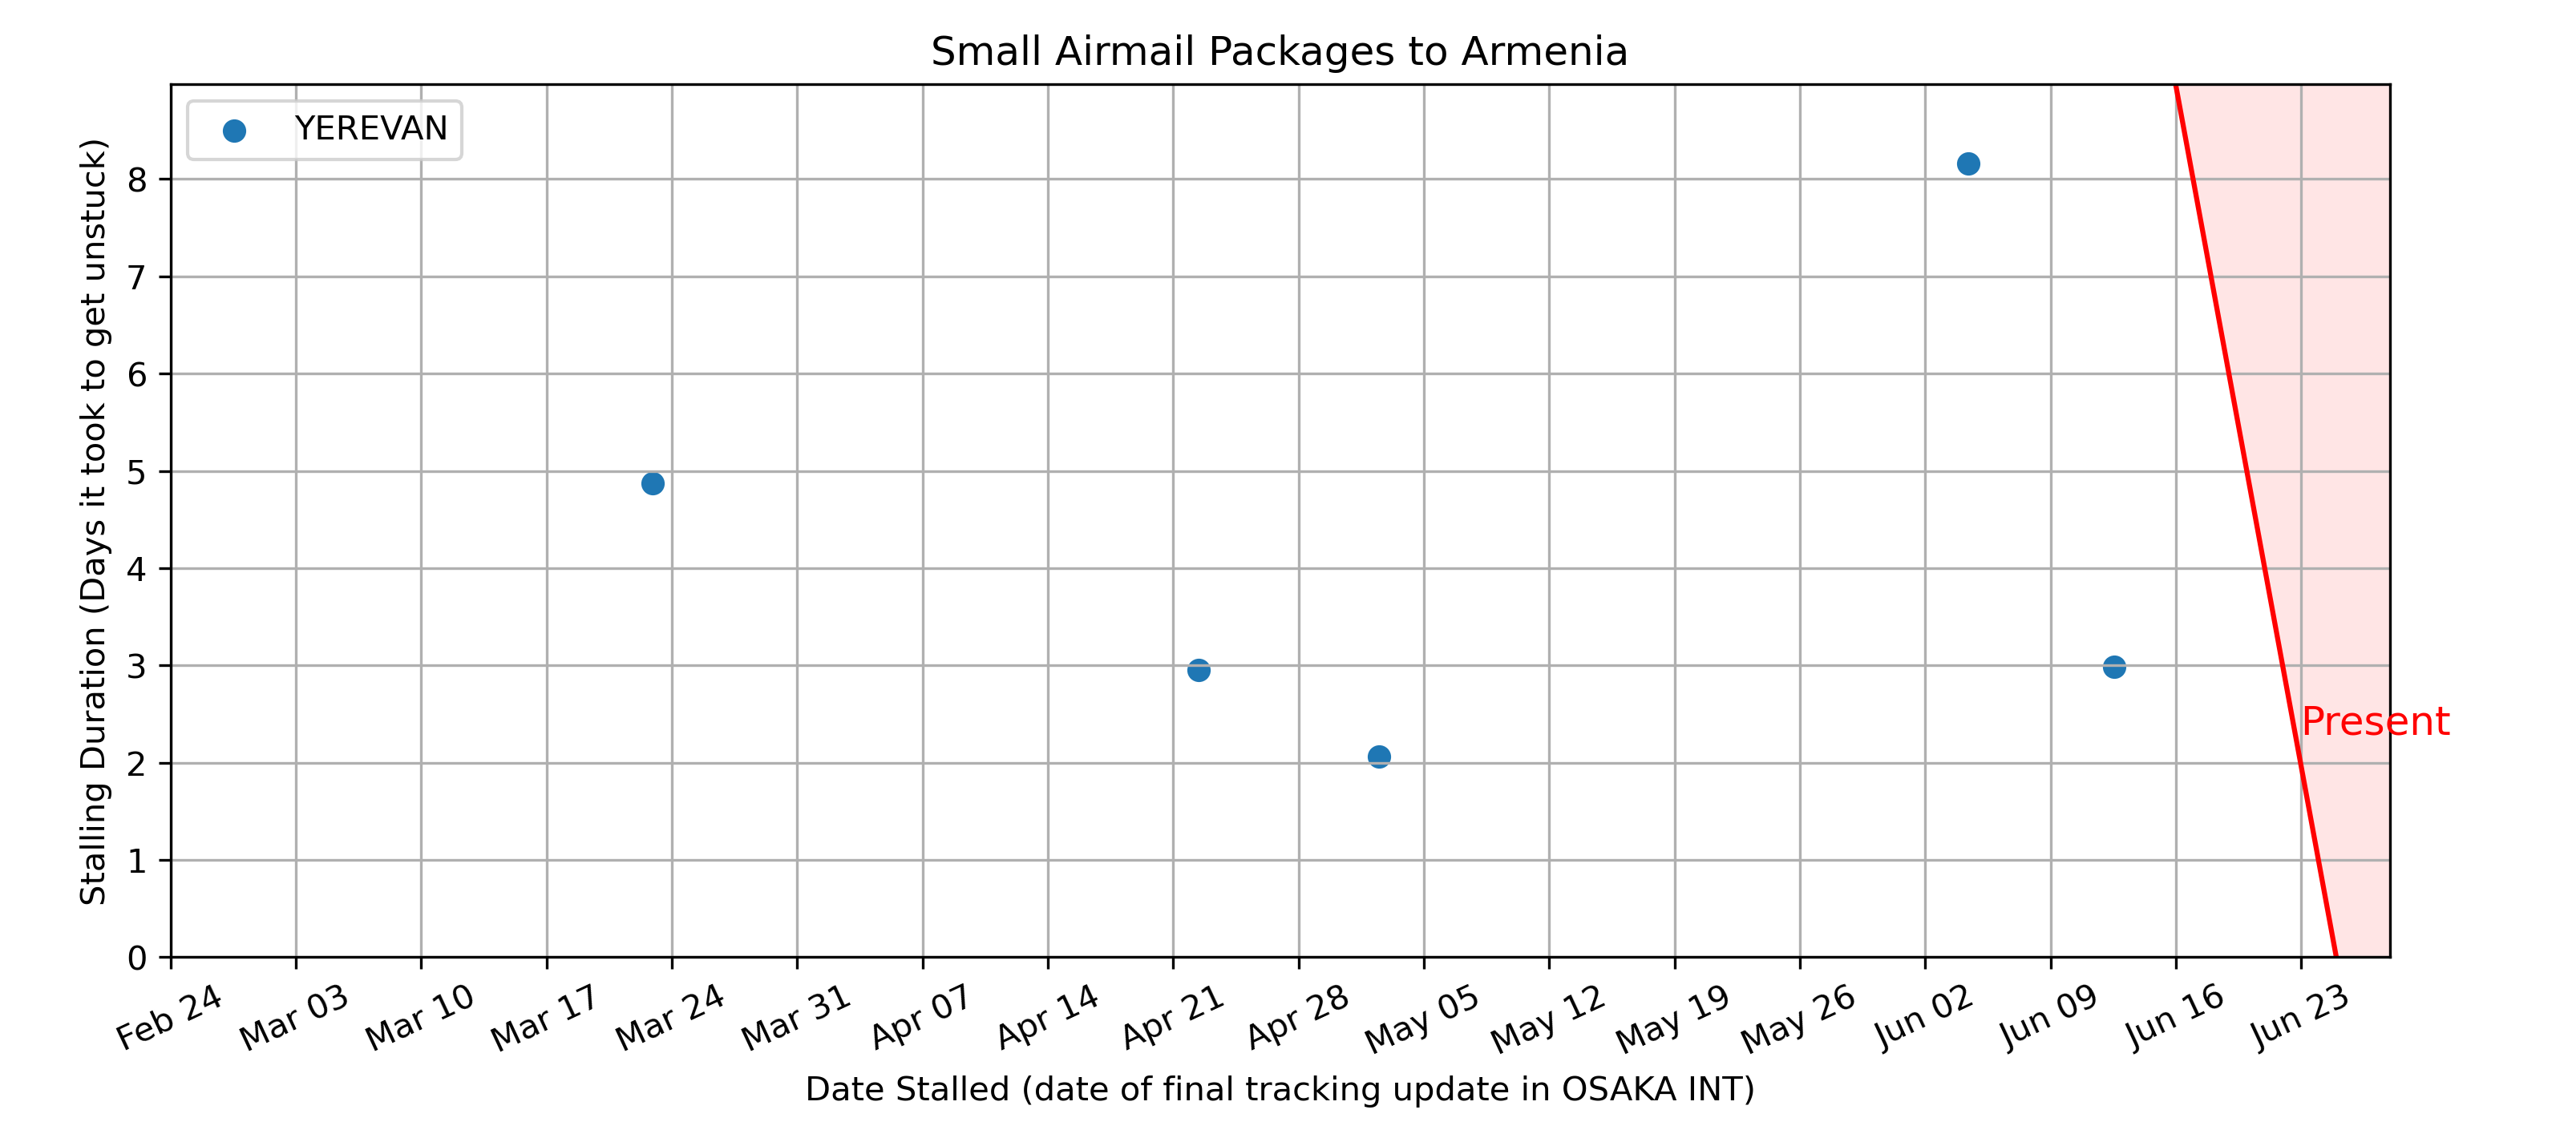 Small Airmail Packages to Armenia
YEREVAN
Stalling Duration (Days it took to get unstuck)
8
7
6
5
4
3
2
1
0
Present
Feb 24 Mar 03 Mar 10 Mar 17 Mar 24 Mar 31 Apr 07 Apr 14 Apr 21 Apr 28 May 05 May 12 May 19 May 26 Jun 02 Jun 09 Jun 16 Jun 23
Date Stalled (date of final tracking update in OSAKA INT)